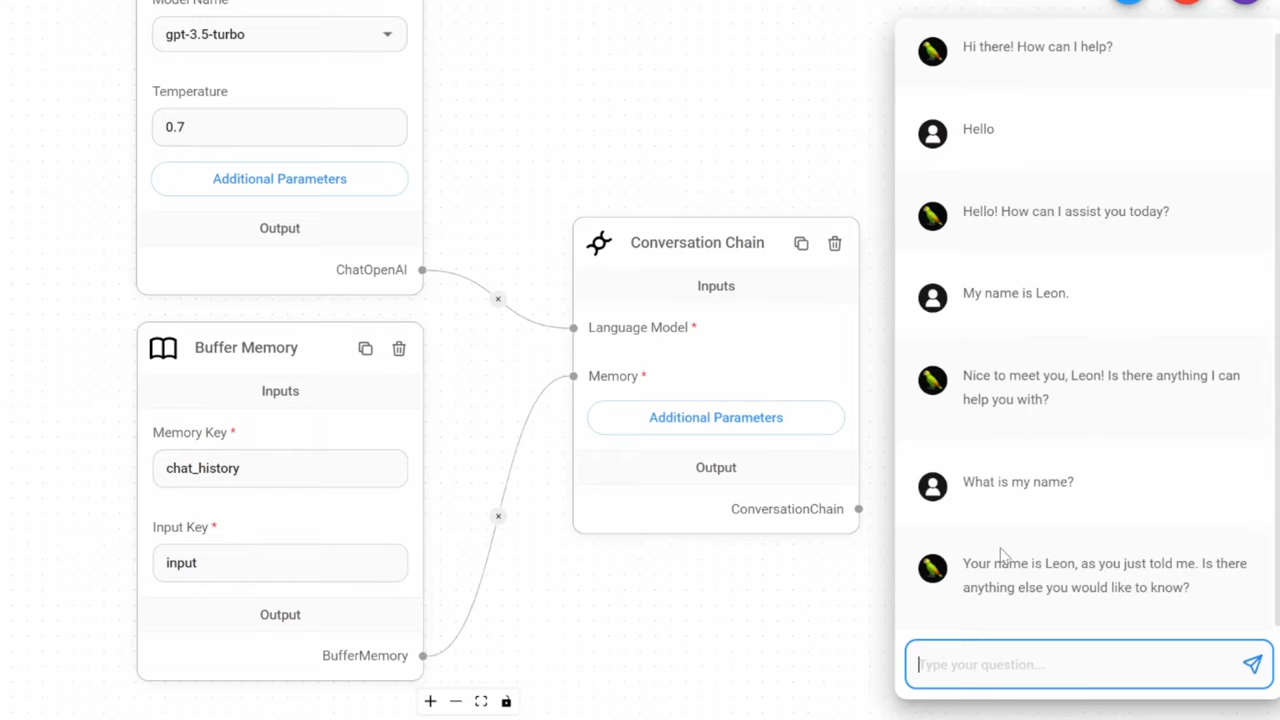 Model Name
gpt-3.5-turbo
Temperature
0.7
Additional Parameters
Output
ChatOpenAI
Buffer Memory
Inputs
Memory Key *
chat_history
Input Key *
input
Output
BufferMemory
Conversation Chain
Inputs
Language Model *
Memory *
Additional Parameters
Output
ConversationChain
Hi there! How can I help?
Hello
Hello! How can I assist you today?
My name is Leon.
Nice to meet you, Leon! Is there anything I can
help you with?
What is my name?
Your name is Leon, as you just told me. Is there
anything else you would like to know?
Type your question...